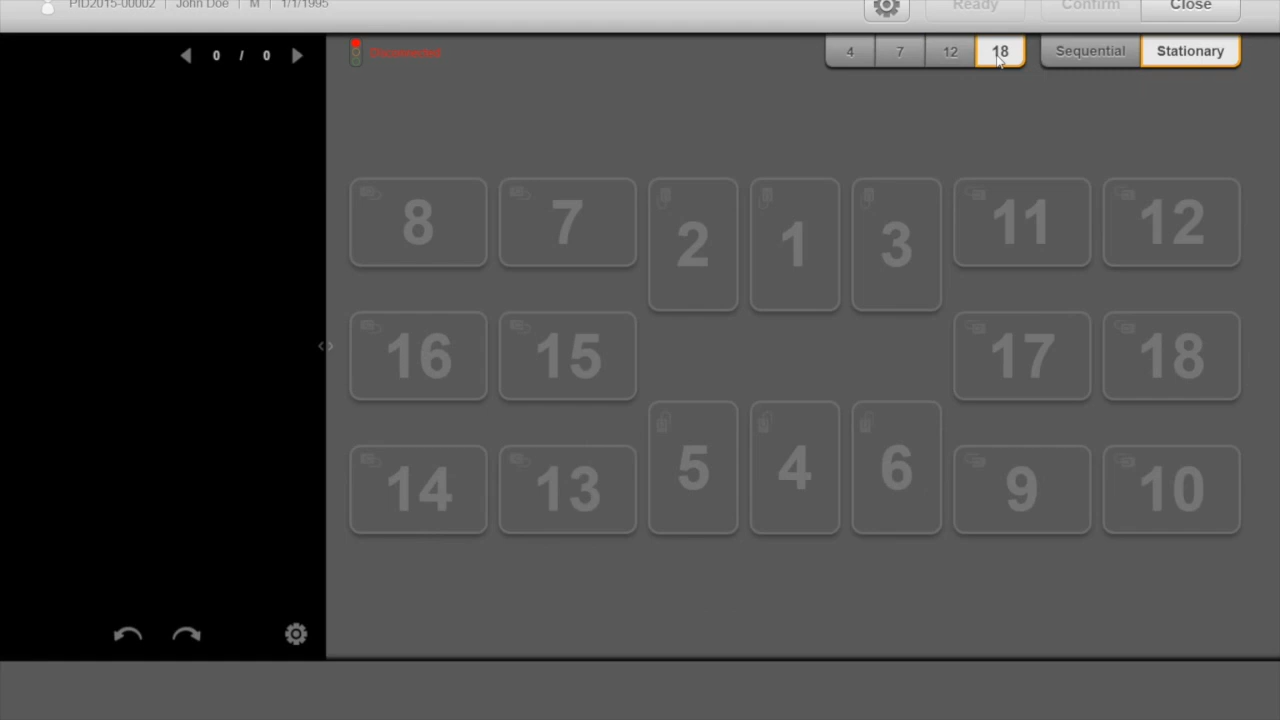 PID2015-00002 | John Doe | M | 1/1/1995 Ready Confirm Close
0 / 0 Disconnected 4 7 12 18 Sequential Stationary
8 7 2 1 3 11 12
16 15 17 18
14 13 5 4 6 9 10